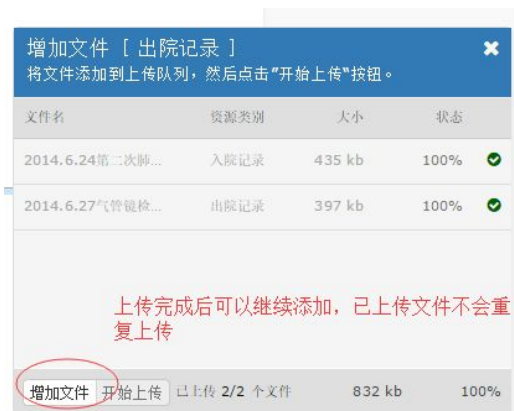 增加文件 [ 出院记录 ]
将文件添加到上传队列，然后点击"开始上传"按钮。
文件名 资源类别 大小 状态
2014.6.24第二次肺... 入院记录 435 kb 100%
2014.6.27气管镜检... 出院记录 397 kb 100%
上传完成后可以继续添加，已上传文件不会重
复上传
增加文件 开始上传 已上传 2/2 个文件 832 kb 100%